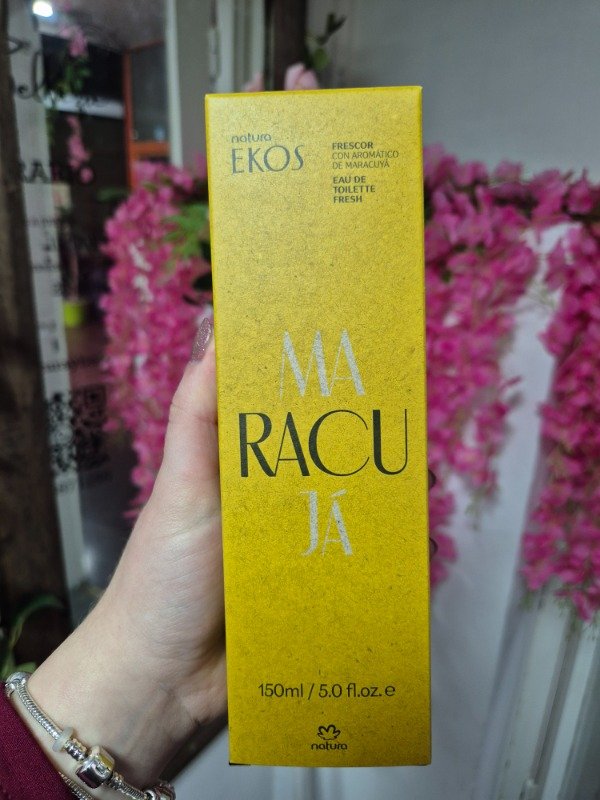 natura
EKOS
FRESCOR
CON AROMÁTICO
DE MARACUYÁ
EAU DE
TOILETTE
FRESH
MA
RACU
JÁ
150ml / 5.0 fl.oz. e
natura